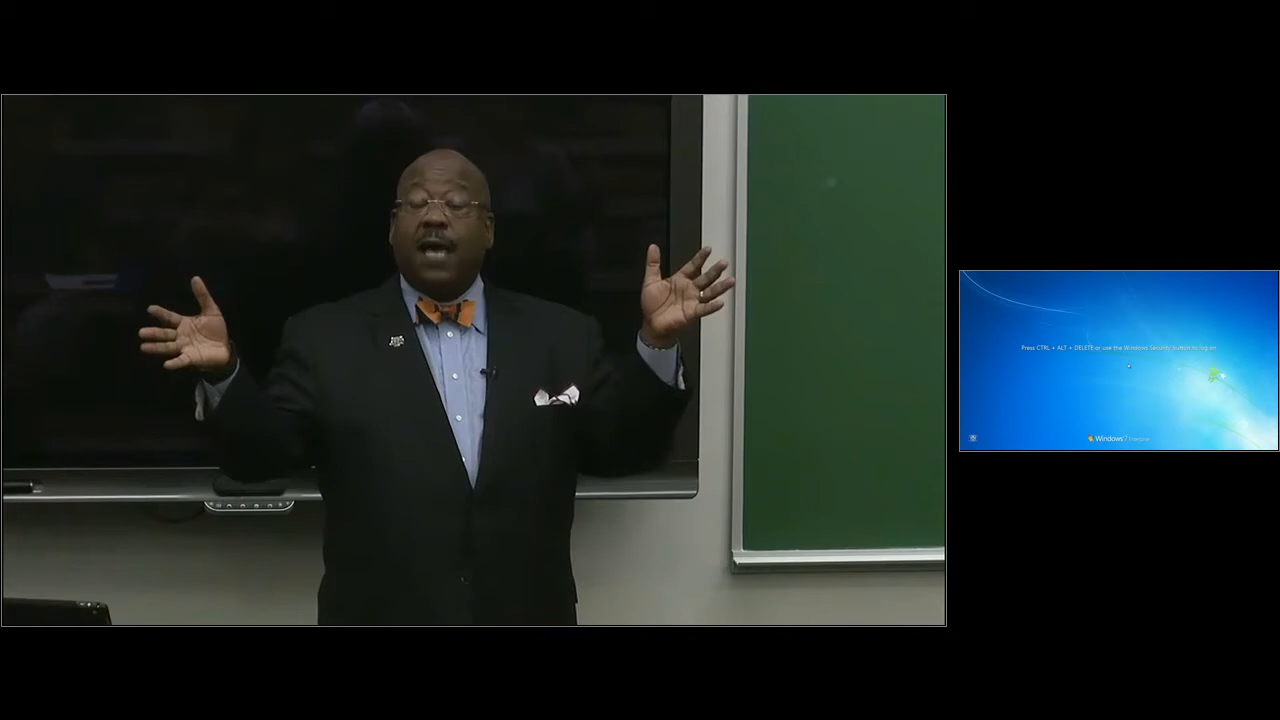 Press CTRL + ALT + DELETE or use the Windows Security button to log on
Windows 7 Enterprise